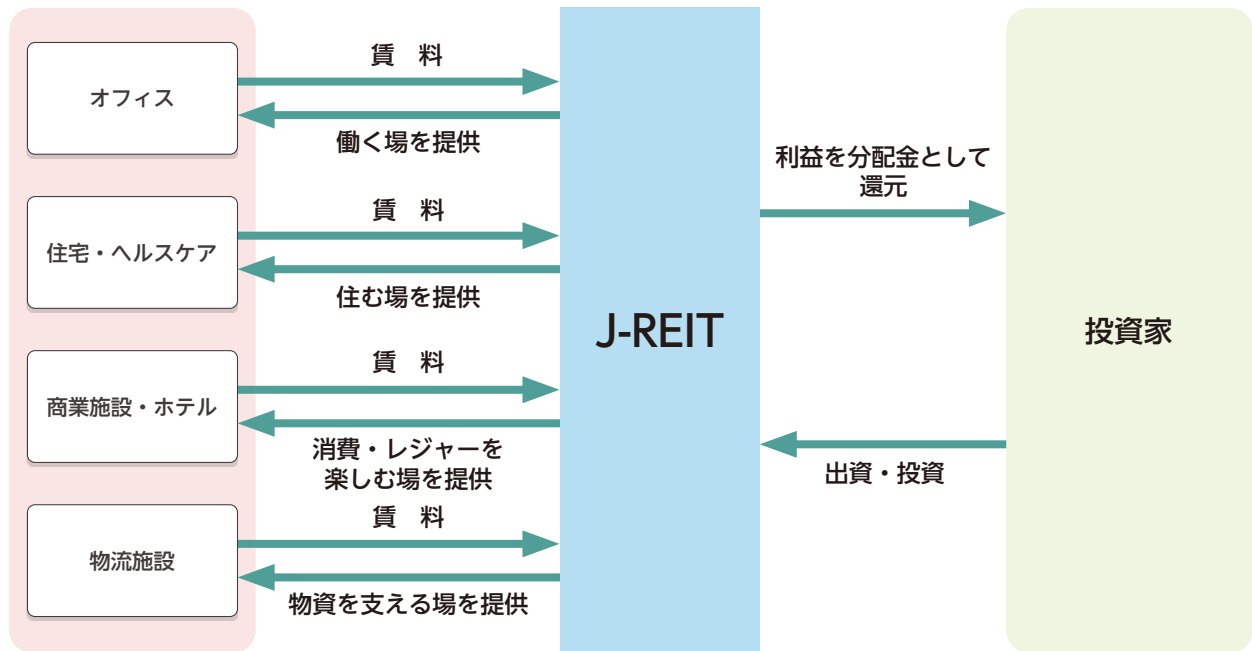 賃　料
オフィス
働く場を提供
賃　料
住宅・ヘルスケア
住む場を提供
賃　料
商業施設・ホテル
消費・レジャーを
楽しむ場を提供
賃　料
物流施設
物資を支える場を提供
J-REIT
利益を分配金として
還元
出資・投資
投資家